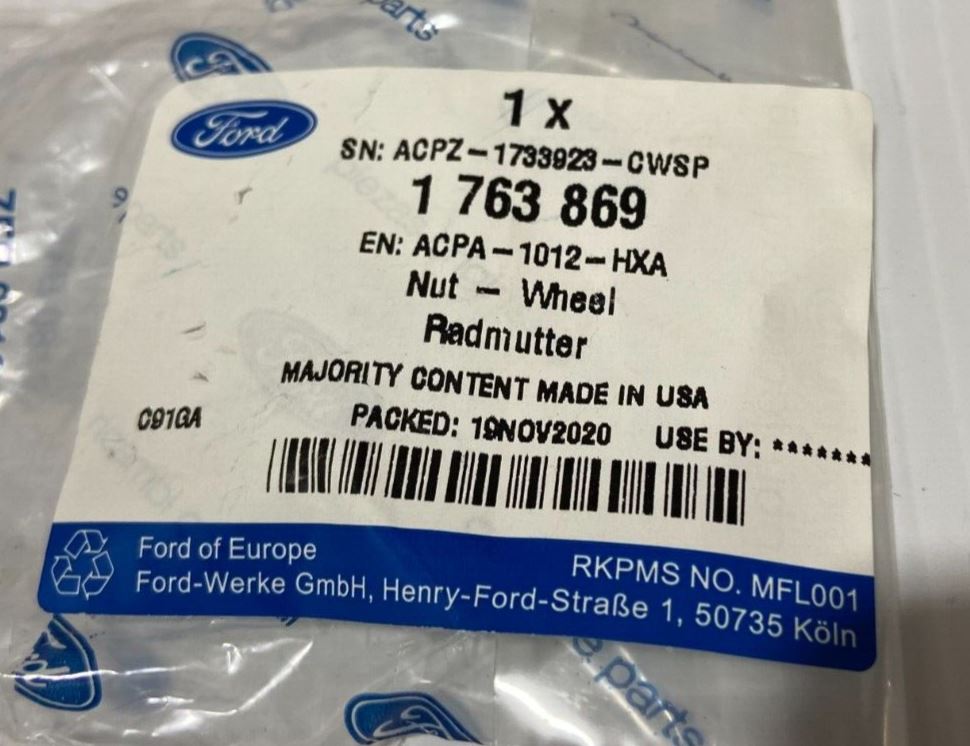 parts
Ford
1 x
SN: ACPZ-1733923-CWSP
1 763 869
EN: ACPA-1012-HXA
Nut - Wheel
Radmutter
MAJORITY CONTENT MADE IN USA
C91GA
PACKED: 19NOV2020 USE BY: *******
Ford of Europe
RKPMS NO. MFL001
Ford-Werke GmbH, Henry-Ford-Straße 1, 50735 Köln
parts